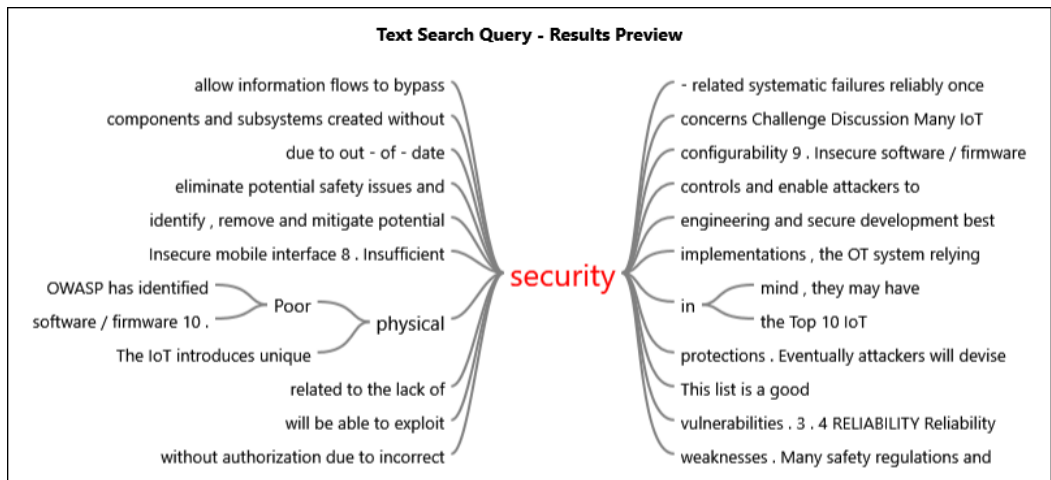 Text Search Query - Results Preview
allow information flows to bypass
components and subsystems created without
due to out - of - date
eliminate potential safety issues and
identify , remove and mitigate potential
Insecure mobile interface 8 . Insufficient
OWASP has identified
software / firmware 10 .
Poor
The IoT introduces unique
physical
related to the lack of
will be able to exploit
without authorization due to incorrect
security
- related systematic failures reliably once
concerns Challenge Discussion Many IoT
configurability 9 . Insecure software / firmware
controls and enable attackers to
engineering and secure development best
implementations , the OT system relying
in
mind , they may have
the Top 10 IoT
protections . Eventually attackers will devise
This list is a good
vulnerabilities . 3 . 4 RELIABILITY Reliability
weaknesses . Many safety regulations and